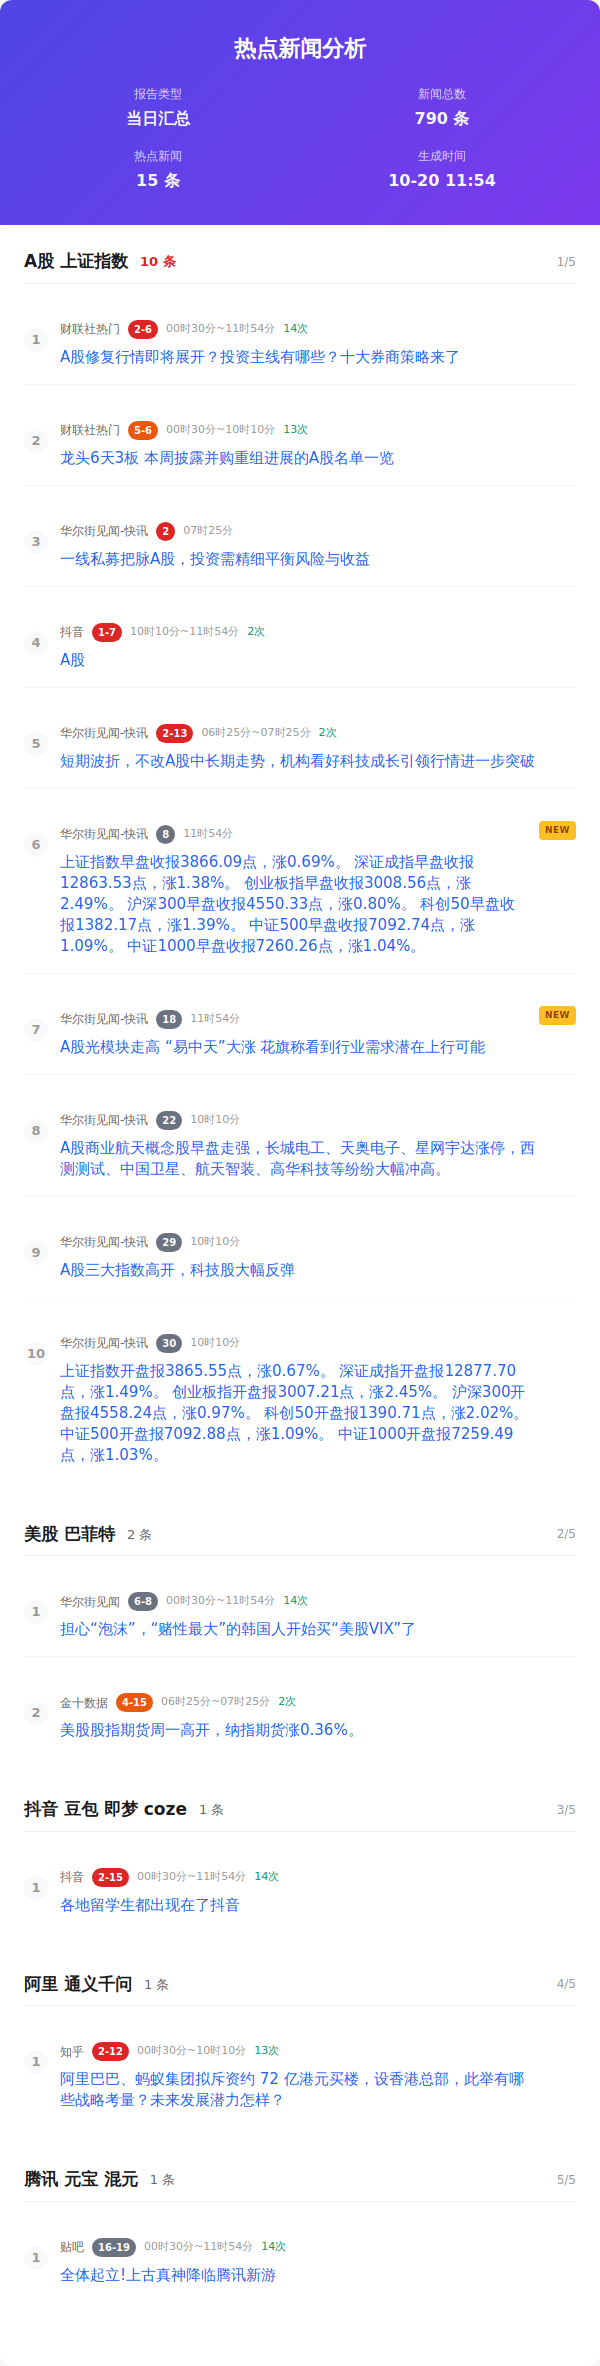 热点新闻分析
报告类型
当日汇总
新闻总数
790 条
热点新闻
15 条
生成时间
10-20 11:54
A股 上证指数 10 条 1/5
1
财联社热门 2-6 00时30分~11时54分 14次
A股修复行情即将展开？投资主线有哪些？十大券商策略来了
2
财联社热门 5-6 00时30分~10时10分 13次
龙头6天3板 本周披露并购重组进展的A股名单一览
3
华尔街见闻-快讯 2 07时25分
一线私募把脉A股，投资需精细平衡风险与收益
4
抖音 1-7 10时10分~11时54分 2次
A股
5
华尔街见闻-快讯 2-13 06时25分~07时25分 2次
短期波折，不改A股中长期走势，机构看好科技成长引领行情进一步突破
6
华尔街见闻-快讯 8 11时54分 NEW
上证指数早盘收报3866.09点，涨0.69%。 深证成指早盘收报
12863.53点，涨1.38%。 创业板指早盘收报3008.56点，涨
2.49%。 沪深300早盘收报4550.33点，涨0.80%。 科创50早盘收
报1382.17点，涨1.39%。 中证500早盘收报7092.74点，涨
1.09%。 中证1000早盘收报7260.26点，涨1.04%。
7
华尔街见闻-快讯 18 11时54分 NEW
A股光模块走高 “易中天”大涨 花旗称看到行业需求潜在上行可能
8
华尔街见闻-快讯 22 10时10分
A股商业航天概念股早盘走强，长城电工、天奥电子、星网宇达涨停，西
测测试、中国卫星、航天智装、高华科技等纷纷大幅冲高。
9
华尔街见闻-快讯 29 10时10分
A股三大指数高开，科技股大幅反弹
10
华尔街见闻-快讯 30 10时10分
上证指数开盘报3865.55点，涨0.67%。 深证成指开盘报12877.70
点，涨1.49%。 创业板指开盘报3007.21点，涨2.45%。 沪深300开
盘报4558.24点，涨0.97%。 科创50开盘报1390.71点，涨2.02%。
中证500开盘报7092.88点，涨1.09%。 中证1000开盘报7259.49
点，涨1.03%。
美股 巴菲特 2 条 2/5
1
华尔街见闻 6-8 00时30分~11时54分 14次
担心“泡沫”，“赌性最大”的韩国人开始买“美股VIX”了
2
金十数据 4-15 06时25分~07时25分 2次
美股股指期货周一高开，纳指期货涨0.36%。
抖音 豆包 即梦 coze 1 条 3/5
1
抖音 2-15 00时30分~11时54分 14次
各地留学生都出现在了抖音
阿里 通义千问 1 条 4/5
1
知乎 2-12 00时30分~10时10分 13次
阿里巴巴、蚂蚁集团拟斥资约 72 亿港元买楼，设香港总部，此举有哪
些战略考量？未来发展潜力怎样？
腾讯 元宝 混元 1 条 5/5
1
贴吧 16-19 00时30分~11时54分 14次
全体起立!上古真神降临腾讯新游